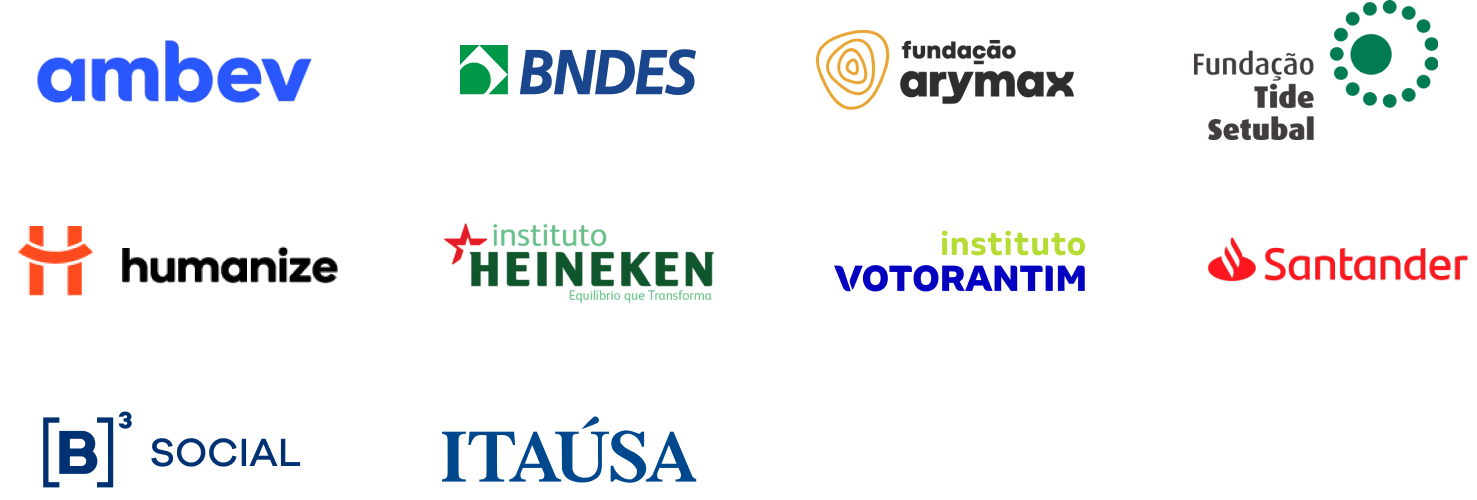 ambev
BNDES
fundação
arymax
Fundação
Tide
Setubal
humanize
instituto
HEINEKEN
Equilíbrio que Transforma
instituto
VOTORANTIM
Santander
[B]³ SOCIAL
ITAÚSA